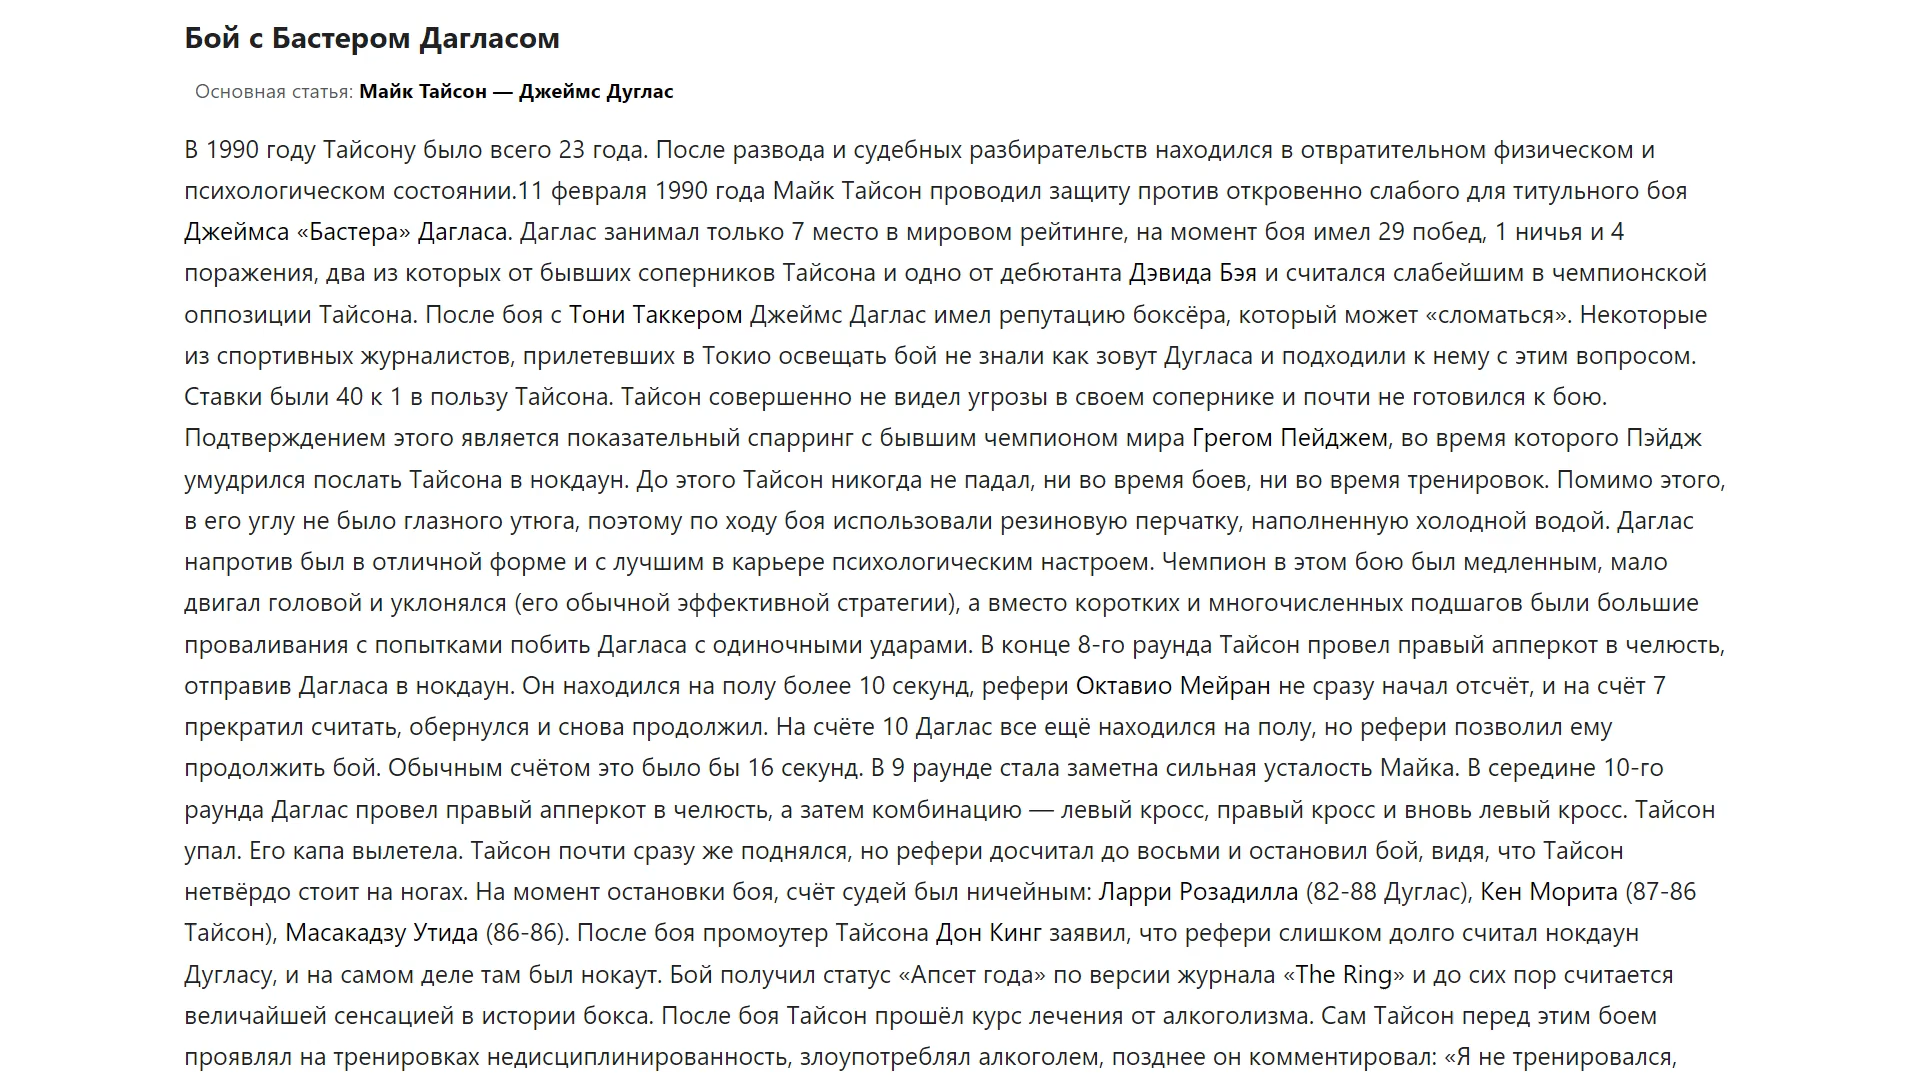 Бой с Бастером Дагласом
Основная статья: Майк Тайсон — Джеймс Дуглас
В 1990 году Тайсону было всего 23 года. После развода и судебных разбирательств находился в отвратительном физическом и
психологическом состоянии.11 февраля 1990 года Майк Тайсон проводил защиту против откровенно слабого для титульного боя
Джеймса «Бастера» Дагласа. Даглас занимал только 7 место в мировом рейтинге, на момент боя имел 29 побед, 1 ничья и 4
поражения, два из которых от бывших соперников Тайсона и одно от дебютанта Дэвида Бэя и считался слабейшим в чемпионской
оппозиции Тайсона. После боя с Тони Таккером Джеймс Даглас имел репутацию боксёра, который может «сломаться». Некоторые
из спортивных журналистов, прилетевших в Токио освещать бой не знали как зовут Дугласа и подходили к нему с этим вопросом.
Ставки были 40 к 1 в пользу Тайсона. Тайсон совершенно не видел угрозы в своем сопернике и почти не готовился к бою.
Подтверждением этого является показательный спарринг с бывшим чемпионом мира Грегом Пейджем, во время которого Пэйдж
умудрился послать Тайсона в нокдаун. До этого Тайсон никогда не падал, ни во время боев, ни во время тренировок. Помимо этого,
в его углу не было глазного утюга, поэтому по ходу боя использовали резиновую перчатку, наполненную холодной водой. Даглас
напротив был в отличной форме и с лучшим в карьере психологическим настроем. Чемпион в этом бою был медленным, мало
двигал головой и уклонялся (его обычной эффективной стратегии), а вместо коротких и многочисленных подшагов были большие
проваливания с попытками побить Дагласа с одиночными ударами. В конце 8-го раунда Тайсон провел правый апперкот в челюсть,
отправив Дагласа в нокдаун. Он находился на полу более 10 секунд, рефери Октавио Мейран не сразу начал отсчёт, и на счёт 7
прекратил считать, обернулся и снова продолжил. На счёте 10 Даглас все ещё находился на полу, но рефери позволил ему
продолжить бой. Обычным счётом это было бы 16 секунд. В 9 раунде стала заметна сильная усталость Майка. В середине 10-го
раунда Даглас провел правый апперкот в челюсть, а затем комбинацию — левый кросс, правый кросс и вновь левый кросс. Тайсон
упал. Его капа вылетела. Тайсон почти сразу же поднялся, но рефери досчитал до восьми и остановил бой, видя, что Тайсон
нетвёрдо стоит на ногах. На момент остановки боя, счёт судей был ничейным: Ларри Розадилла (82-88 Дуглас), Кен Морита (87-86
Тайсон), Масакадзу Утида (86-86). После боя промоутер Тайсона Дон Кинг заявил, что рефери слишком долго считал нокдаун
Дугласу, и на самом деле там был нокаут. Бой получил статус «Апсет года» по версии журнала «The Ring» и до сих пор считается
величайшей сенсацией в истории бокса. После боя Тайсон прошёл курс лечения от алкоголизма. Сам Тайсон перед этим боем
проявлял на тренировках недисциплинированность, злоупотреблял алкоголем, позднее он комментировал: «Я не тренировался,